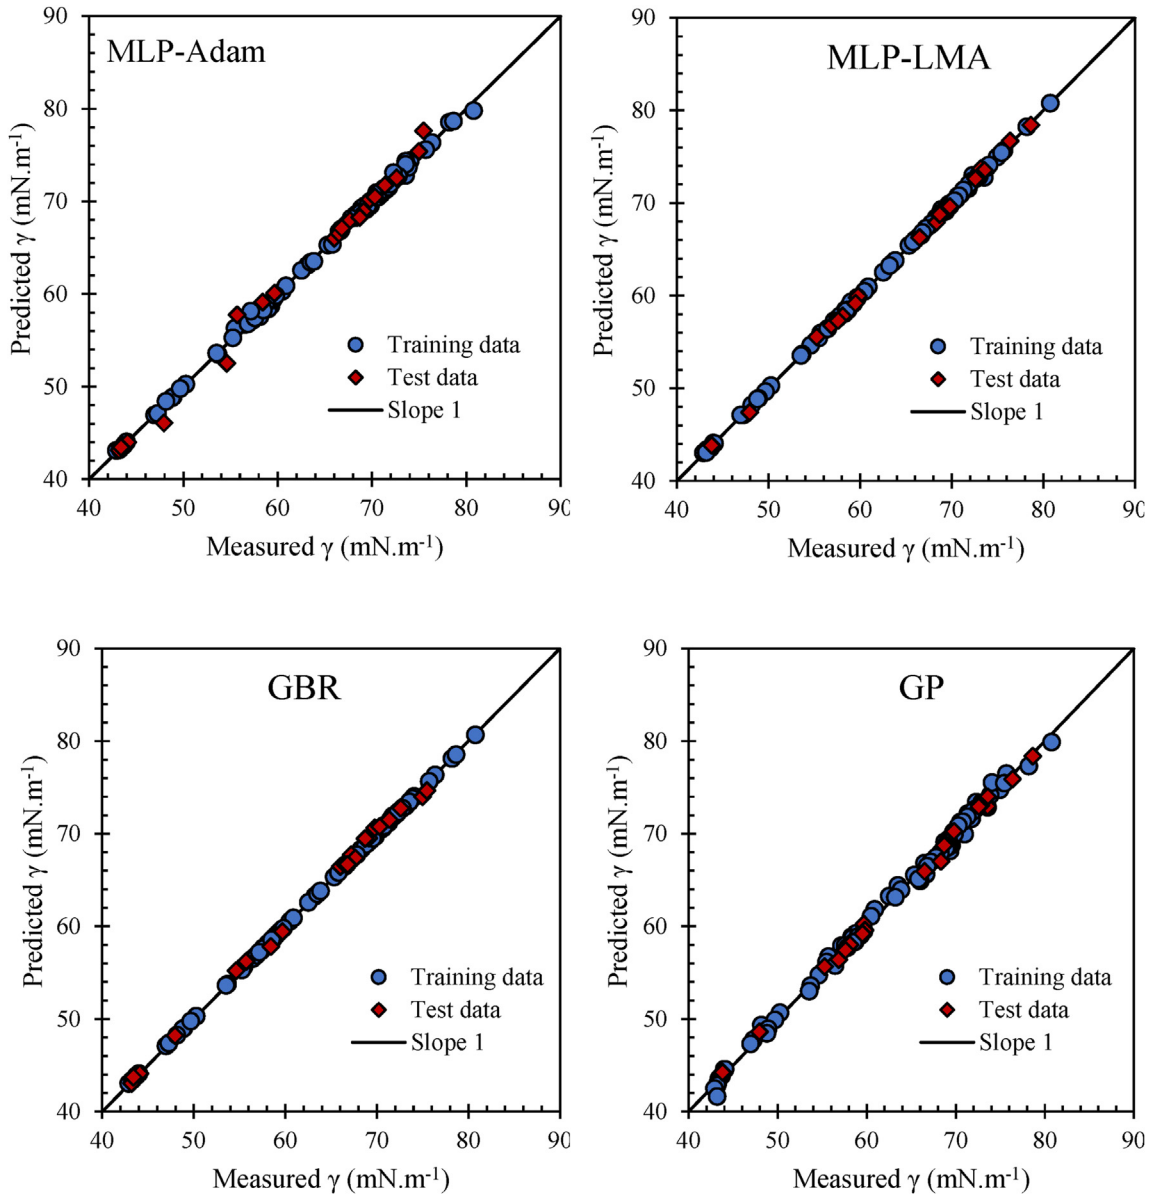 MLP-Adam
90
80
70
60
50
40
Predicted γ (mN.m⁻¹)
Training data
Test data
Slope 1
40 50 60 70 80 90
Measured γ (mN.m⁻¹)
MLP-LMA
90
80
70
60
50
40
Predicted γ (mN.m⁻¹)
Training data
Test data
Slope 1
40 50 60 70 80 90
Measured γ (mN.m⁻¹)
GBR
90
80
70
60
50
40
Predicted γ (mN.m⁻¹)
Training data
Test data
Slope 1
40 50 60 70 80 90
Measured γ (mN.m⁻¹)
GP
90
80
70
60
50
40
Predicted γ (mN.m⁻¹)
Training data
Test data
Slope 1
40 50 60 70 80 90
Measured γ (mN.m⁻¹)